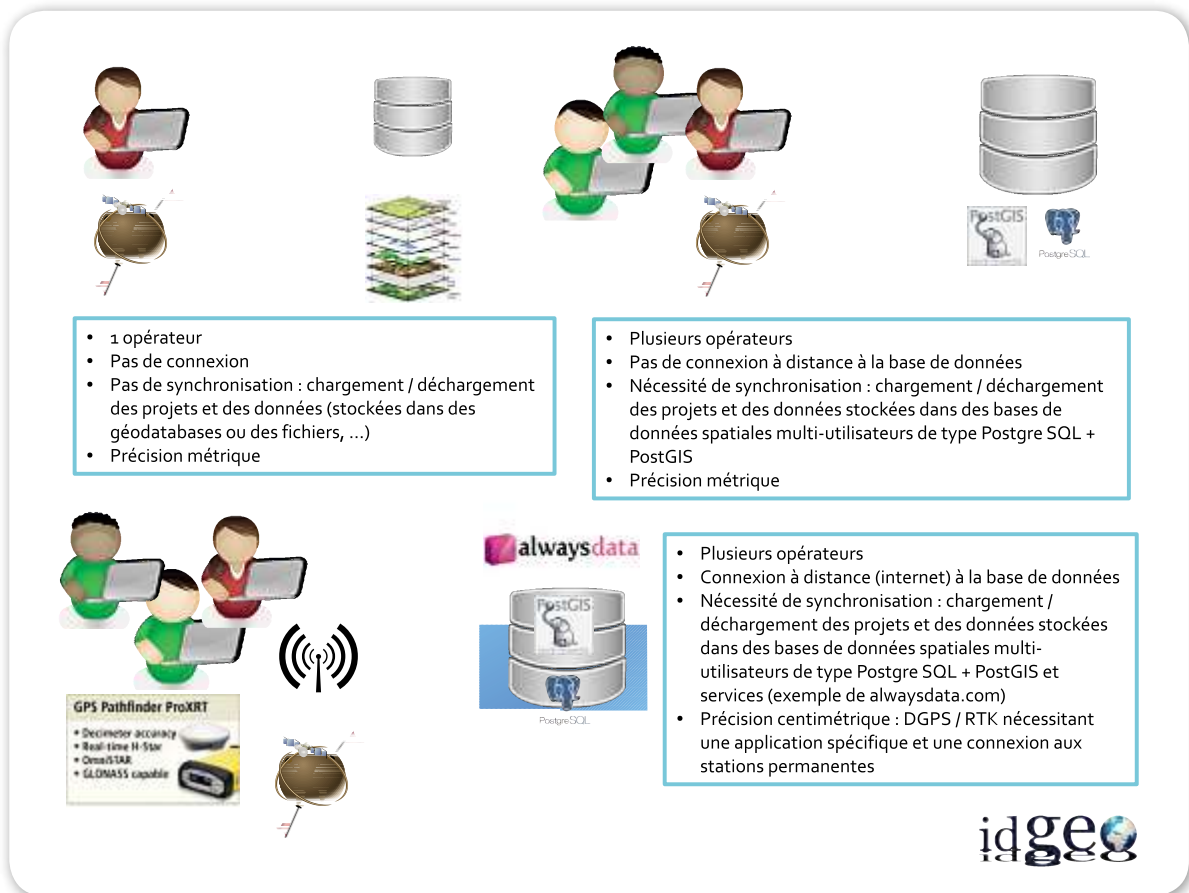 PostGIS
PostgreSQL
• 1 opérateur
• Pas de connexion
• Pas de synchronisation : chargement / déchargement
des projets et des données (stockées dans des
géodatabases ou des fichiers, ...)
• Précision métrique
• Plusieurs opérateurs
• Pas de connexion à distance à la base de données
• Nécessité de synchronisation : chargement / déchargement
des projets et des données stockées dans des bases de
données spatiales multi-utilisateurs de type Postgre SQL +
PostGIS
• Précision métrique
alwaysdata
PostGIS
PostgreSQL
• Plusieurs opérateurs
• Connexion à distance (internet) à la base de données
• Nécessité de synchronisation : chargement /
déchargement des projets et des données stockées
dans des bases de données spatiales multi-
utilisateurs de type Postgre SQL + PostGIS et
services (exemple de alwaysdata.com)
• Précision centimétrique : DGPS / RTK nécessitant
une application spécifique et une connexion aux
stations permanentes
GPS Pathfinder ProXRT
• Decimeter accuracy
• Real-time H-Star
• OmniSTAR
• GLONASS capable
idgeo